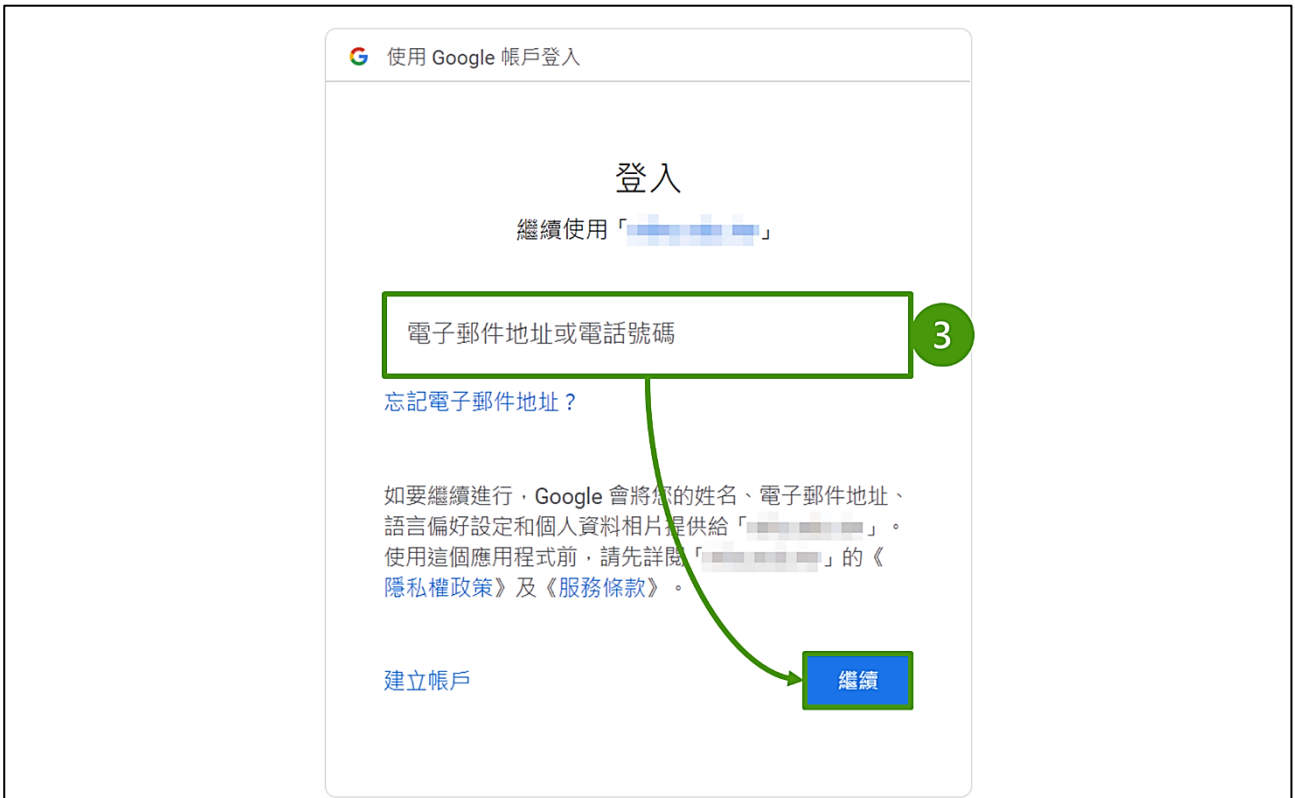 使用 Google 帳戶登入
登入
繼續使用「」
電子郵件地址或電話號碼
3
忘記電子郵件地址？
如要繼續進行，Google 會將您的姓名、電子郵件地址、
語言偏好設定和個人資料相片提供給「」。
使用這個應用程式前，請先詳閱「」的《
隱私權政策》及《服務條款》。
建立帳戶
繼續